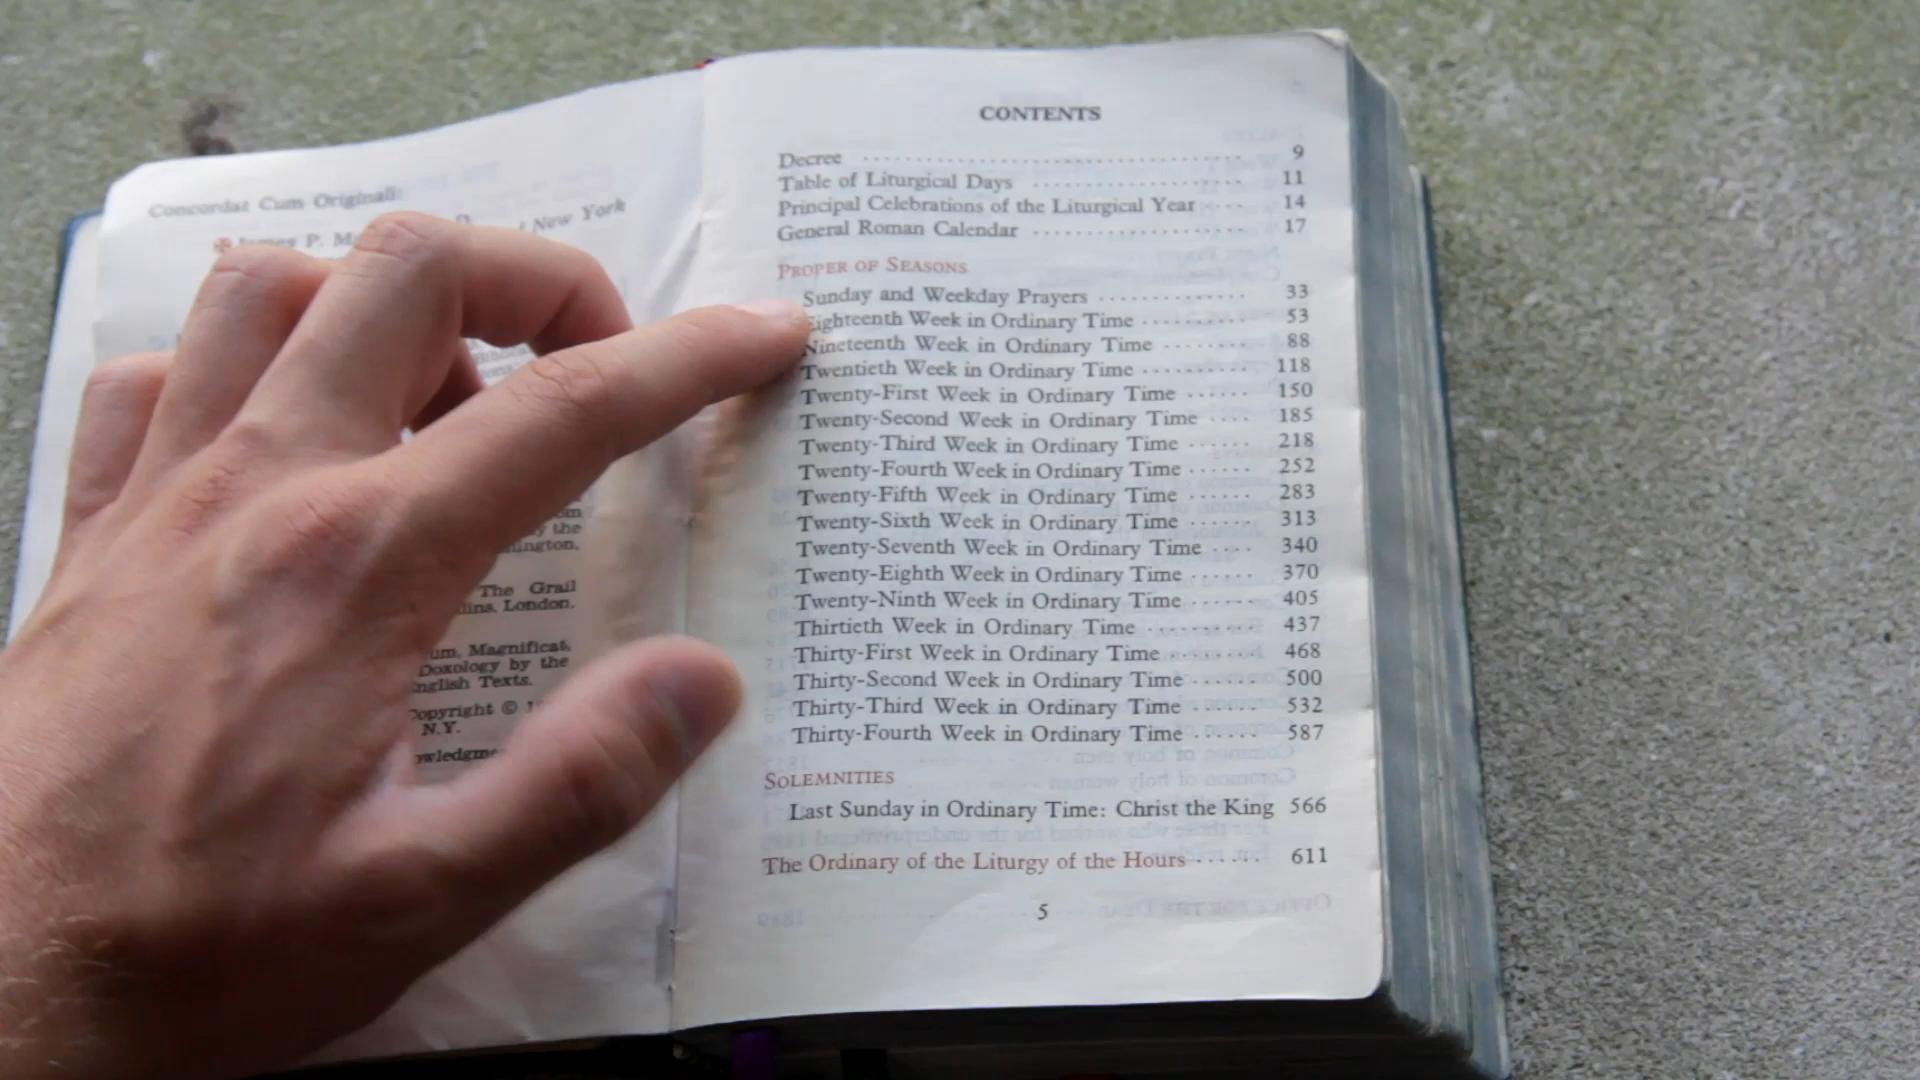 Concordat Cum Originali:
James P.
New York
om
y the
ington,
The Grail
London.
um, Magnificat,
Doxology by the
English Texts.
Copyright ©
N.Y.
CONTENTS
Decree 9
Table of Liturgical Days 11
Principal Celebrations of the Liturgical Year 14
General Roman Calendar 17
PROPER OF SEASONS
Sunday and Weekday Prayers 33
Eighteenth Week in Ordinary Time 53
Nineteenth Week in Ordinary Time 88
Twentieth Week in Ordinary Time 118
Twenty-First Week in Ordinary Time 150
Twenty-Second Week in Ordinary Time 185
Twenty-Third Week in Ordinary Time 218
Twenty-Fourth Week in Ordinary Time 252
Twenty-Fifth Week in Ordinary Time 283
Twenty-Sixth Week in Ordinary Time 313
Twenty-Seventh Week in Ordinary Time 340
Twenty-Eighth Week in Ordinary Time 370
Twenty-Ninth Week in Ordinary Time 405
Thirtieth Week in Ordinary Time 437
Thirty-First Week in Ordinary Time 468
Thirty-Second Week in Ordinary Time 500
Thirty-Third Week in Ordinary Time 532
Thirty-Fourth Week in Ordinary Time 587
SOLEMNITIES
Last Sunday in Ordinary Time: Christ the King 566
The Ordinary of the Liturgy of the Hours 611
5